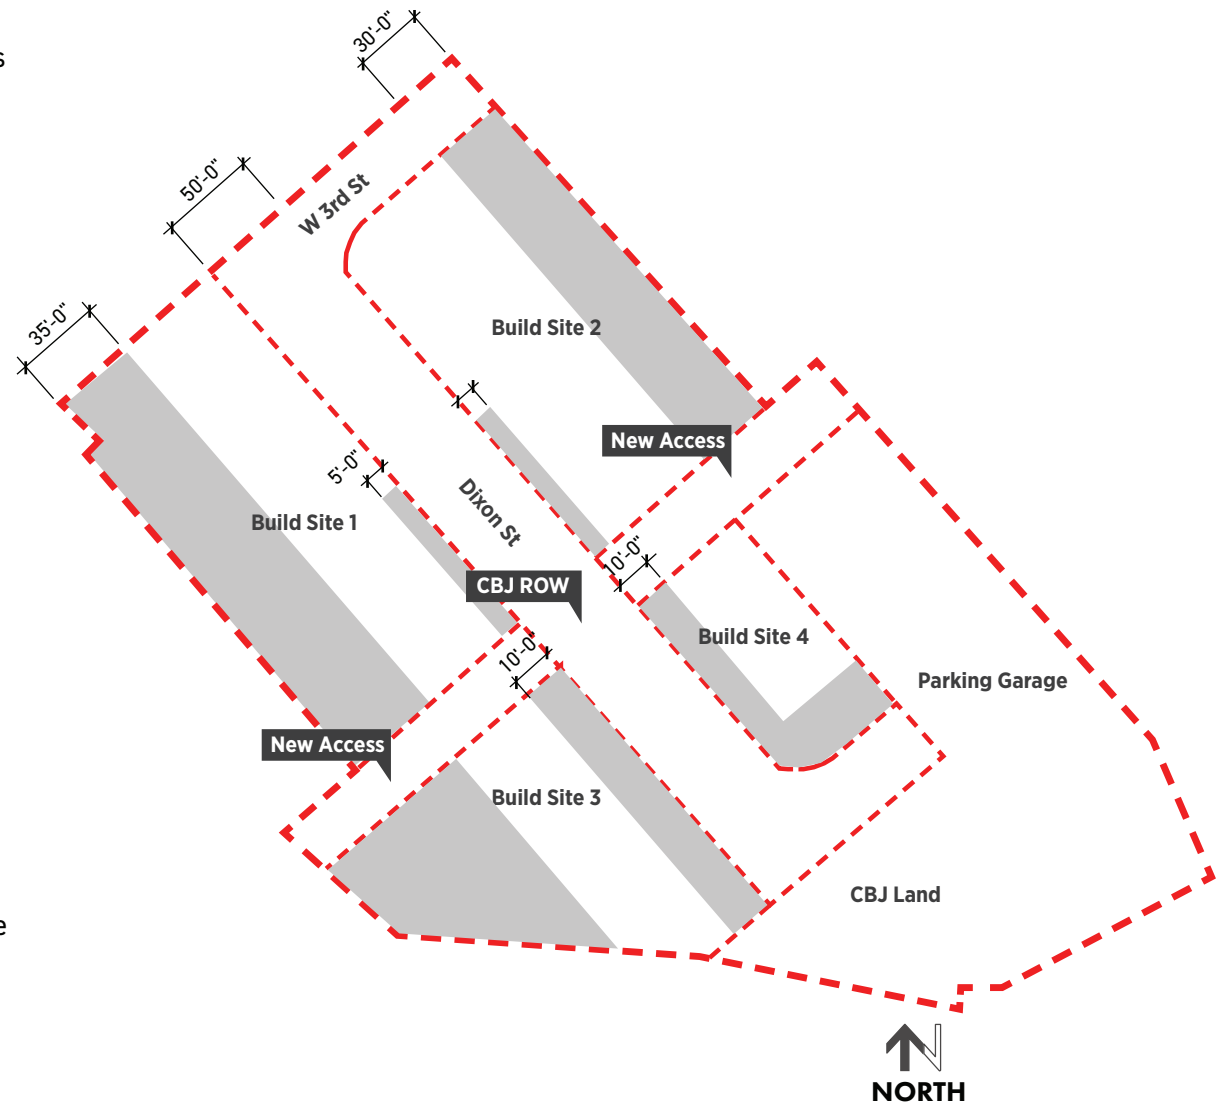 30'-0"
s
50'-0"
W 3rd St
35'-0"
Build Site 2
New Access
5'-0"
Dixon St
Build Site 1
10'-0"
CBJ ROW
Build Site 4
10'-0"
Parking Garage
New Access
Build Site 3
CBJ Land
e
NORTH